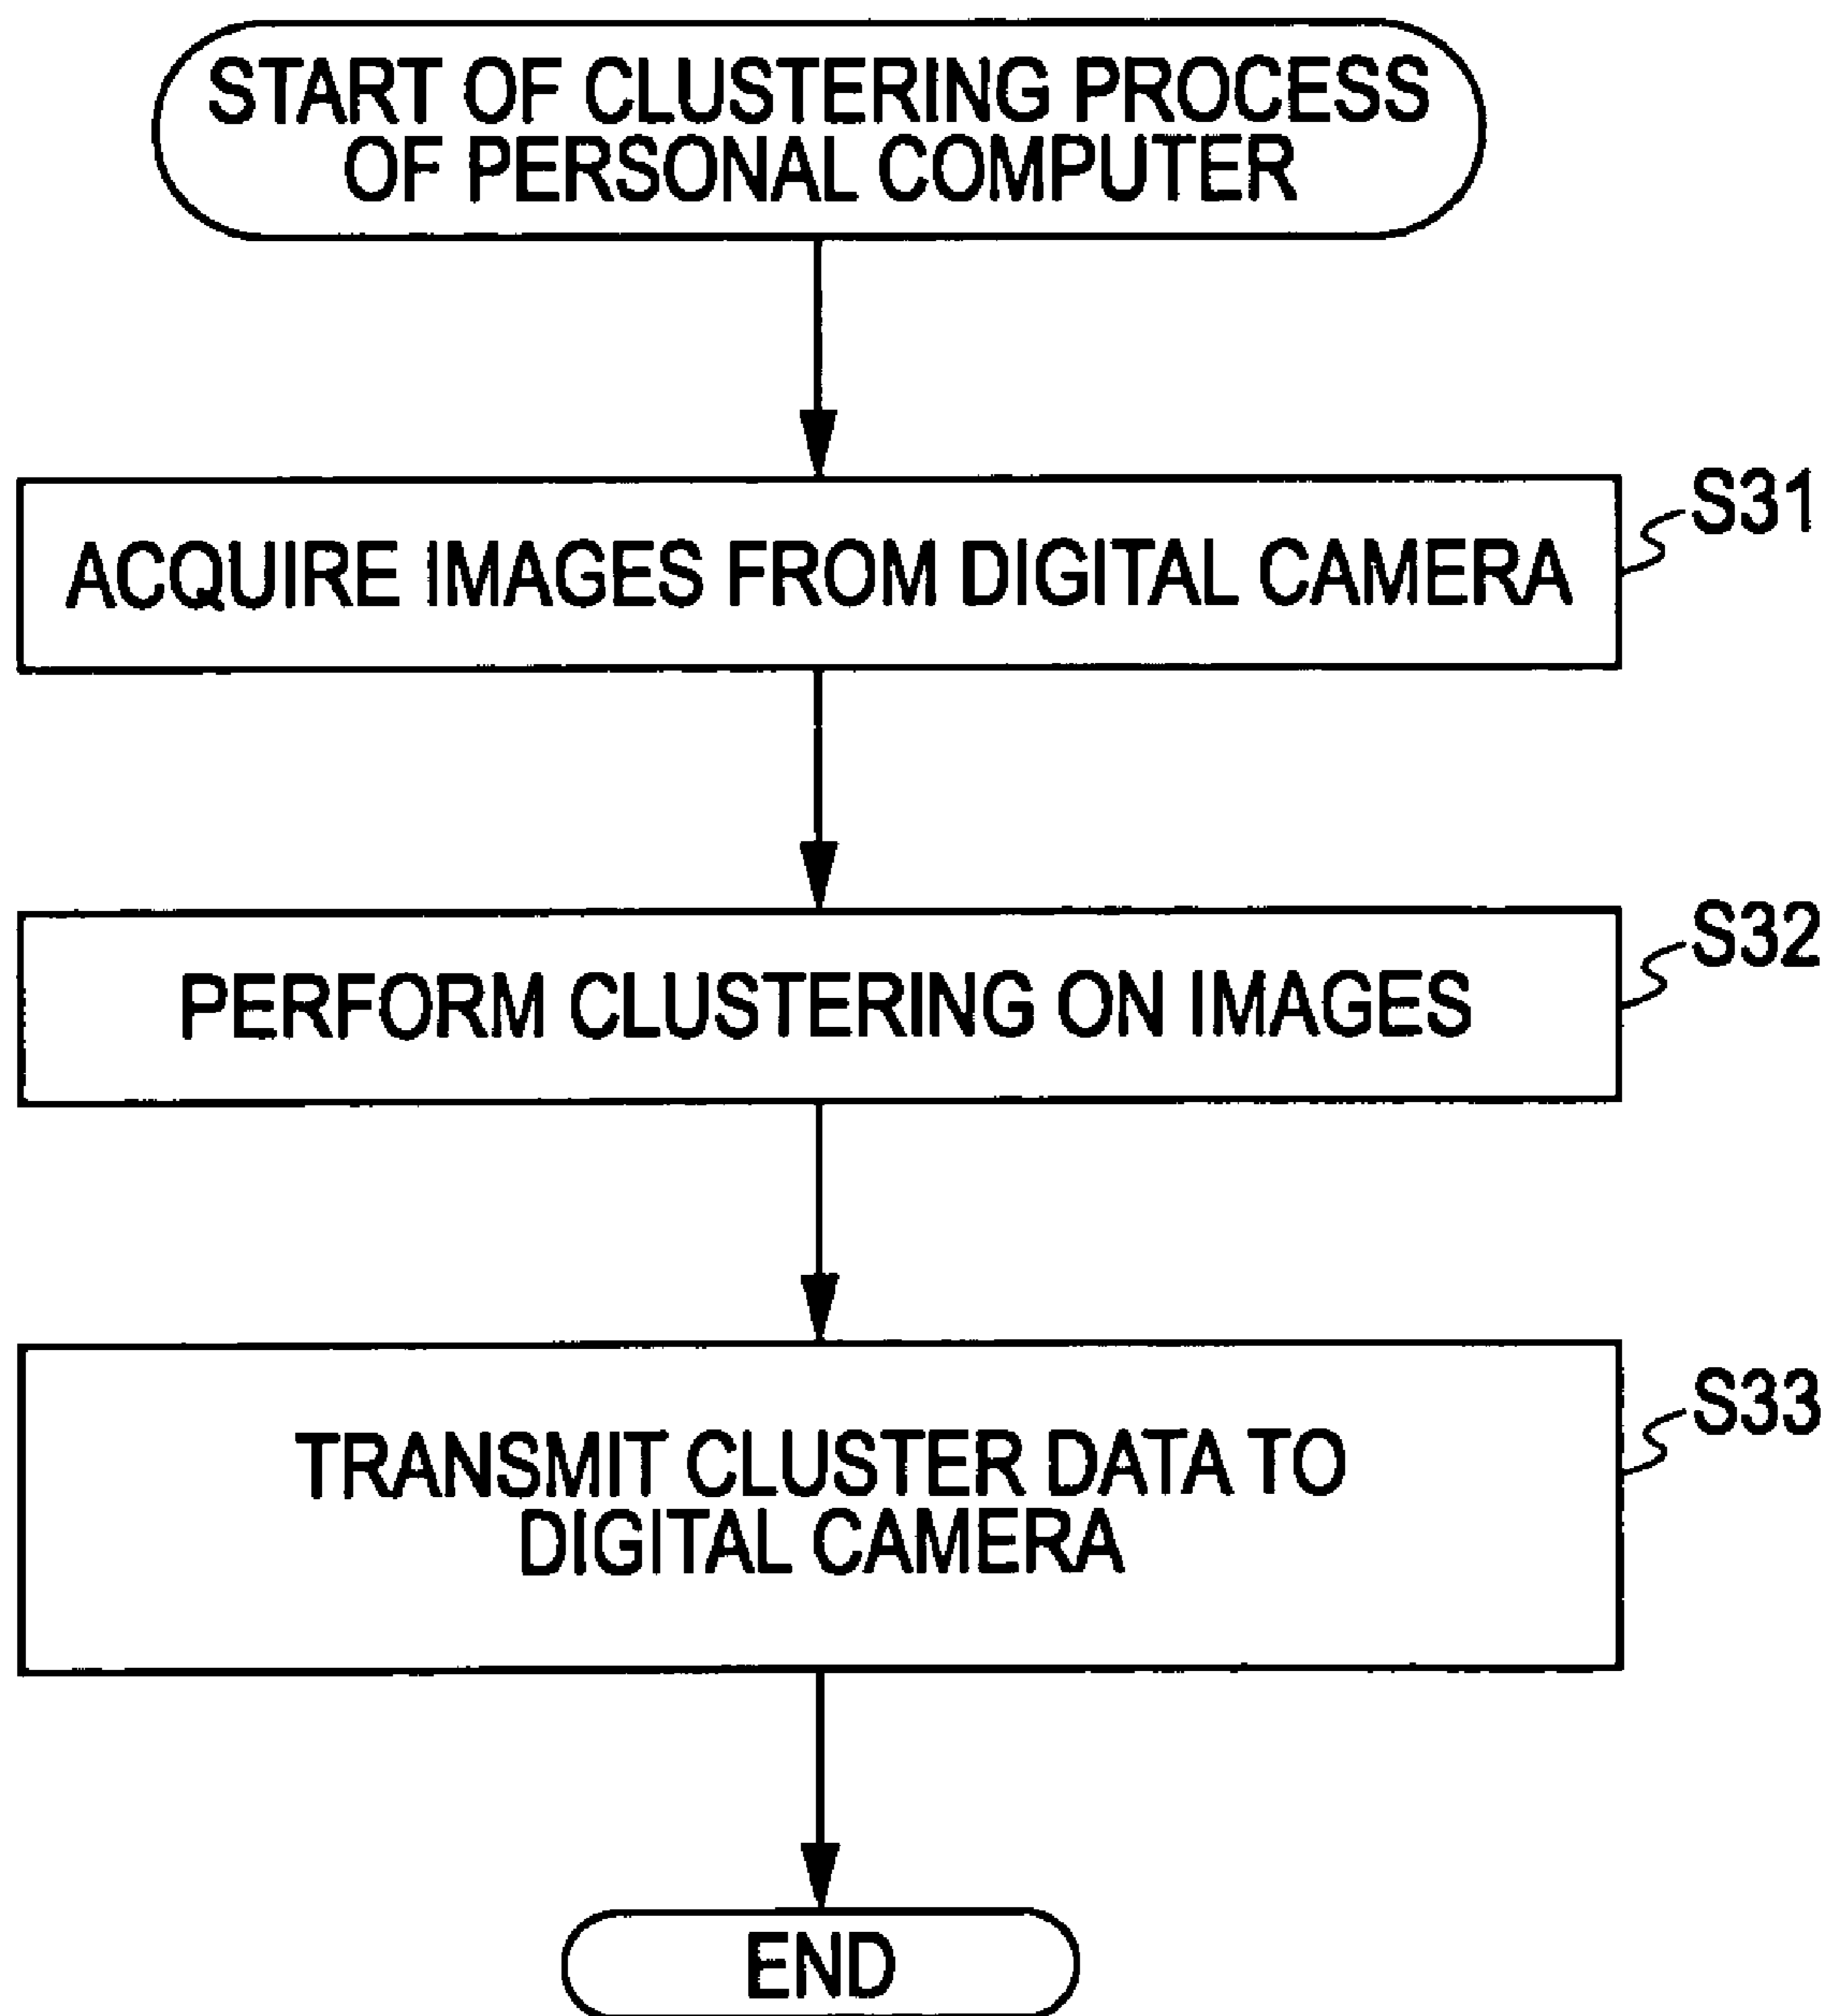 START OF CLUSTERING PROCESS
OF PERSONAL COMPUTER
S31
ACQUIRE IMAGES FROM DIGITAL CAMERA
S32
PERFORM CLUSTERING ON IMAGES
S33
TRANSMIT CLUSTER DATA TO
DIGITAL CAMERA
END